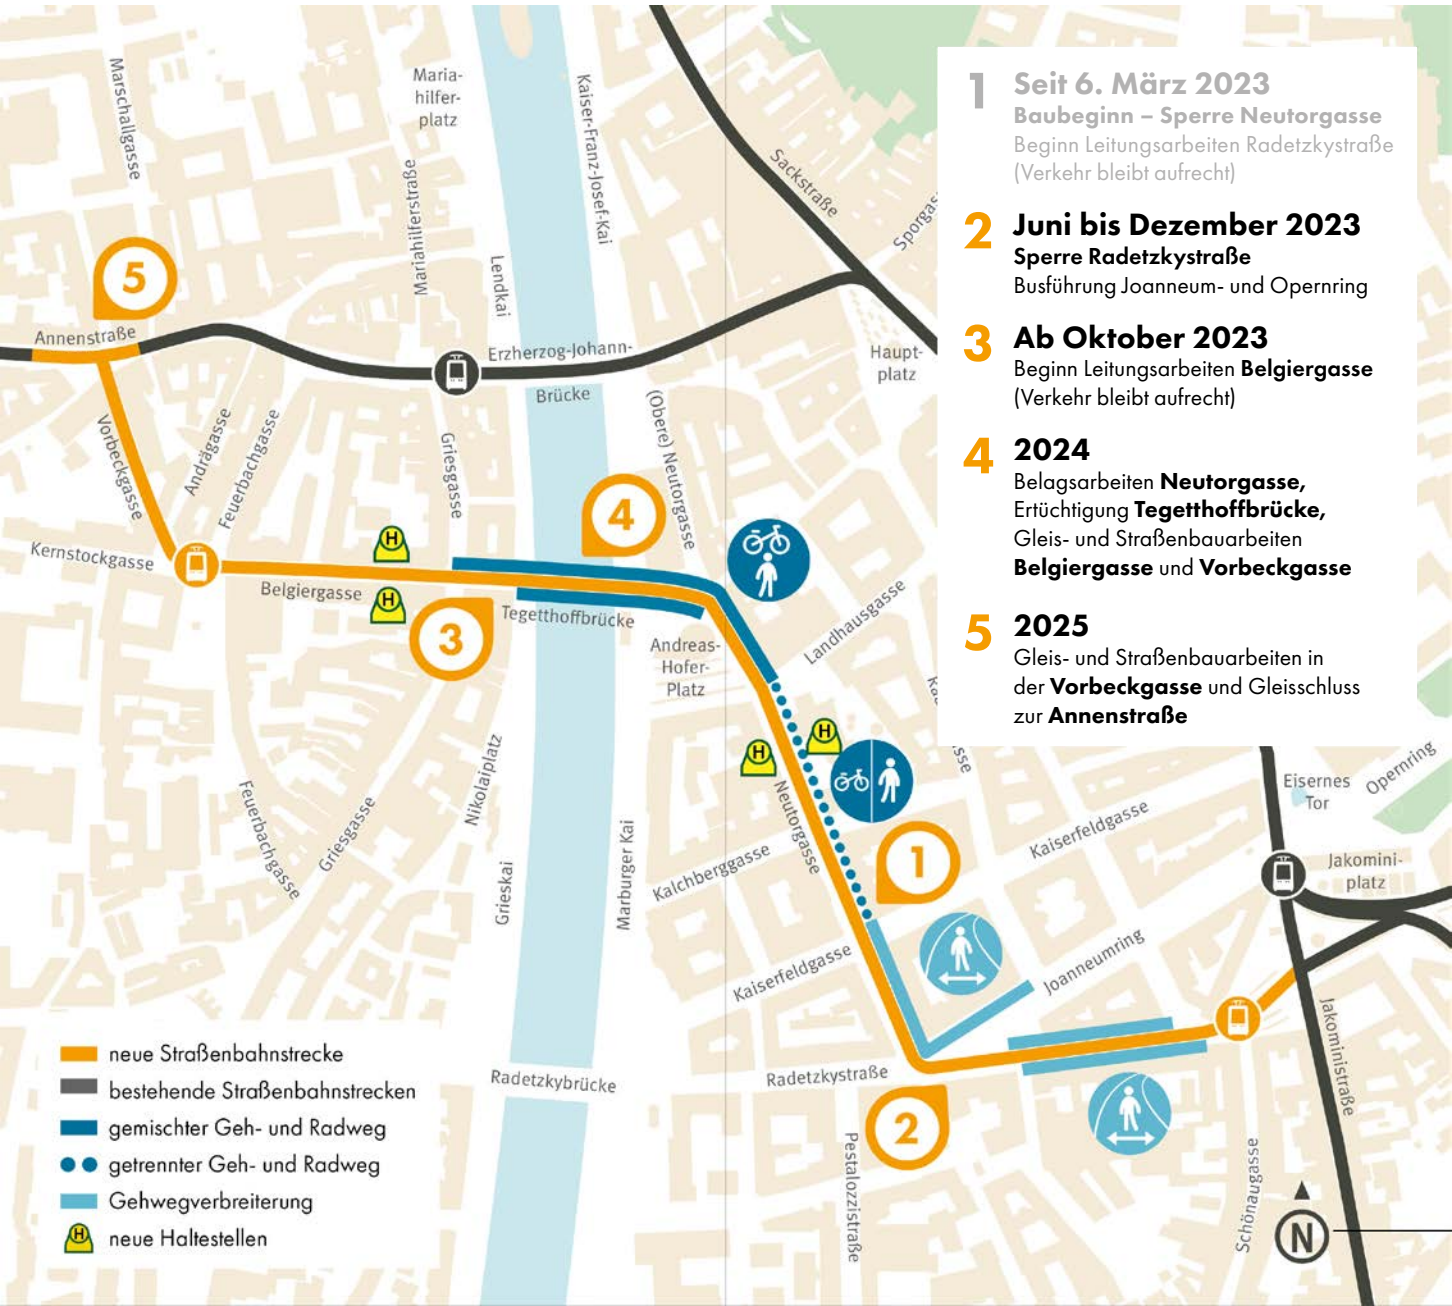 1
Seit 6. März 2023
Baubeginn – Sperre Neutorgasse
Beginn Leitungsarbeiten Radetzkystraße
(Verkehr bleibt aufrecht)
2
Juni bis Dezember 2023
Sperre Radetzkystraße
Busführung Joanneum- und Opernring
3
Ab Oktober 2023
Beginn Leitungsarbeiten Belgiergasse
(Verkehr bleibt aufrecht)
4
2024
Belagsarbeiten Neutorgasse,
Ertüchtigung Tegetthoffbrücke,
Gleis- und Straßenbauarbeiten
Belgiergasse und Vorbeckgasse
5
2025
Gleis- und Straßenbauarbeiten in
der Vorbeckgasse und Gleisschluss
zur Annenstraße
Marschallgasse
Maria-
hilfer-
platz
Kaiser-Franz-Josef-Kai
Sackstraße
Mariahilferstraße
Lendkai
5
Annenstraße
Erzherzog-Johann-
Brücke
Haupt-
platz
Vorbeckgasse
Andrägasse
Feuerbachgasse
Griesgasse
(Obere) Neutorgasse
4
H
Kernstockgasse
Belgiergasse
H
3
Tegetthoffbrücke
Andreas-
Hofer-
Platz
Landhausgasse
H
H
Neutorgasse
Nikolaiplatz
Feuerbachgasse
Griesgasse
Grieskai
Marburger Kai
Kalchberggasse
Kaiserfeldgasse
1
Kaiserfeldgasse
Joanneumring
Eisernes
Tor
Opernring
Jakomini-
platz
Jakoministraße
Radetzkybrücke
Radetzkystraße
2
Pestalozzistraße
Schönaugasse
N
neue Straßenbahnstrecke
bestehende Straßenbahnstrecken
gemischter Geh- und Radweg
getrennter Geh- und Radweg
Gehwegverbreiterung
H
neue Haltestellen